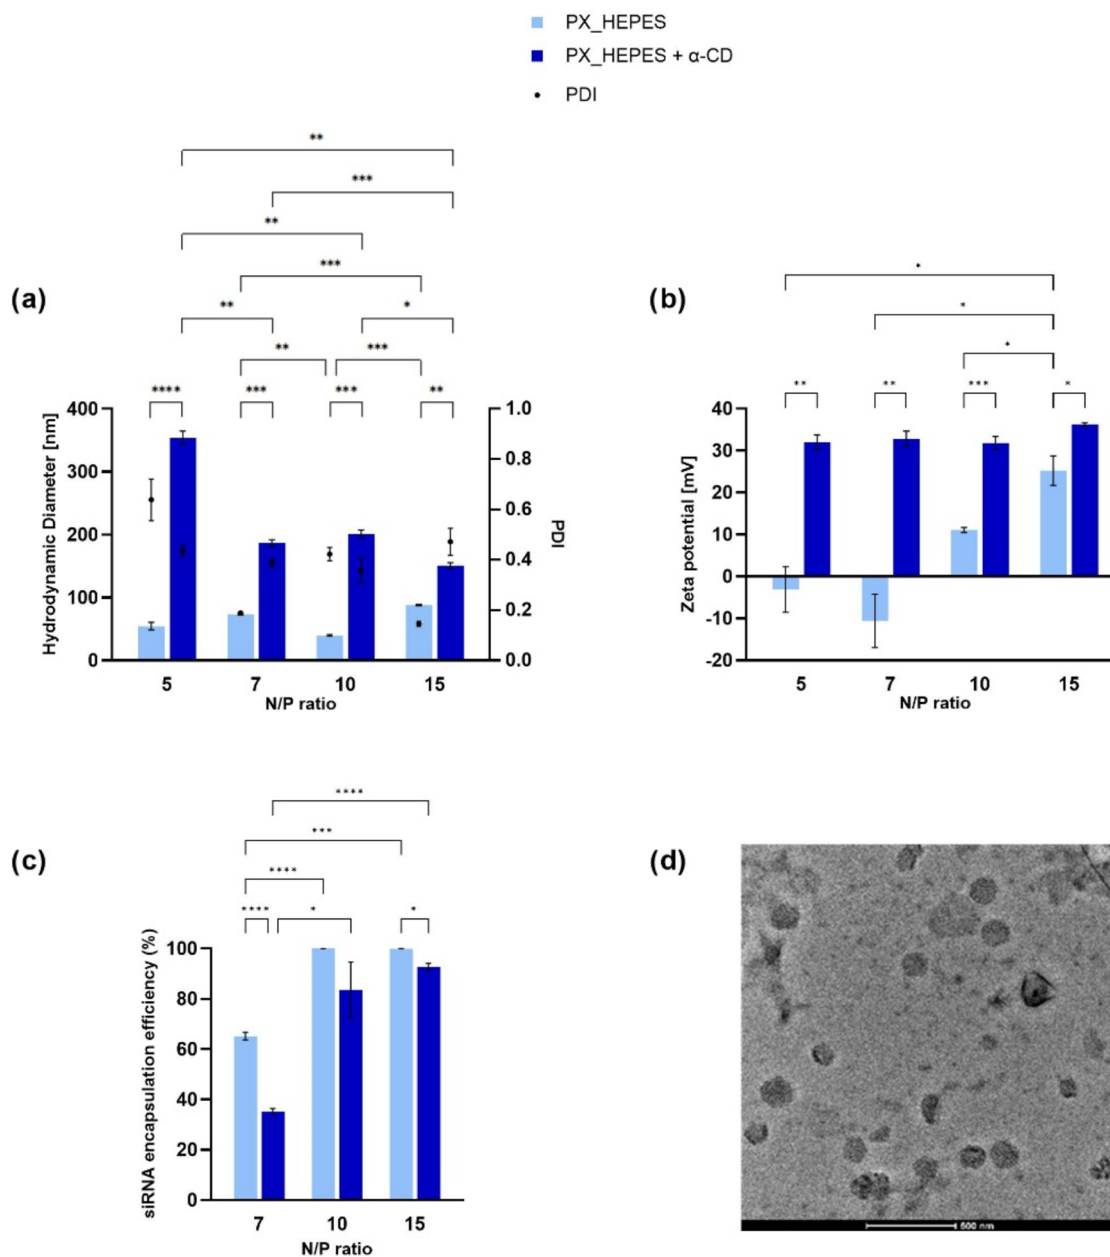 PX_HEPES
PX_HEPES + α-CD
PDI
**
***
**
***
(a)
**
*
**
***
****
***
***
**
Hydrodynamic Diameter [nm]
400
300
200
100
0
1.0
0.8
0.6
0.4
0.2
0.0
PDI
5 7 10 15
N/P ratio
(b)
*
*
*
**
**
***
*
Zeta potential [mV]
40
30
20
10
0
-10
-20
5 7 10 15
N/P ratio
(c)
****
***
****
****
*
*
siRNA encapsulation efficiency (%)
100
80
60
40
20
0
7 10 15
N/P ratio
(d)
500 nm